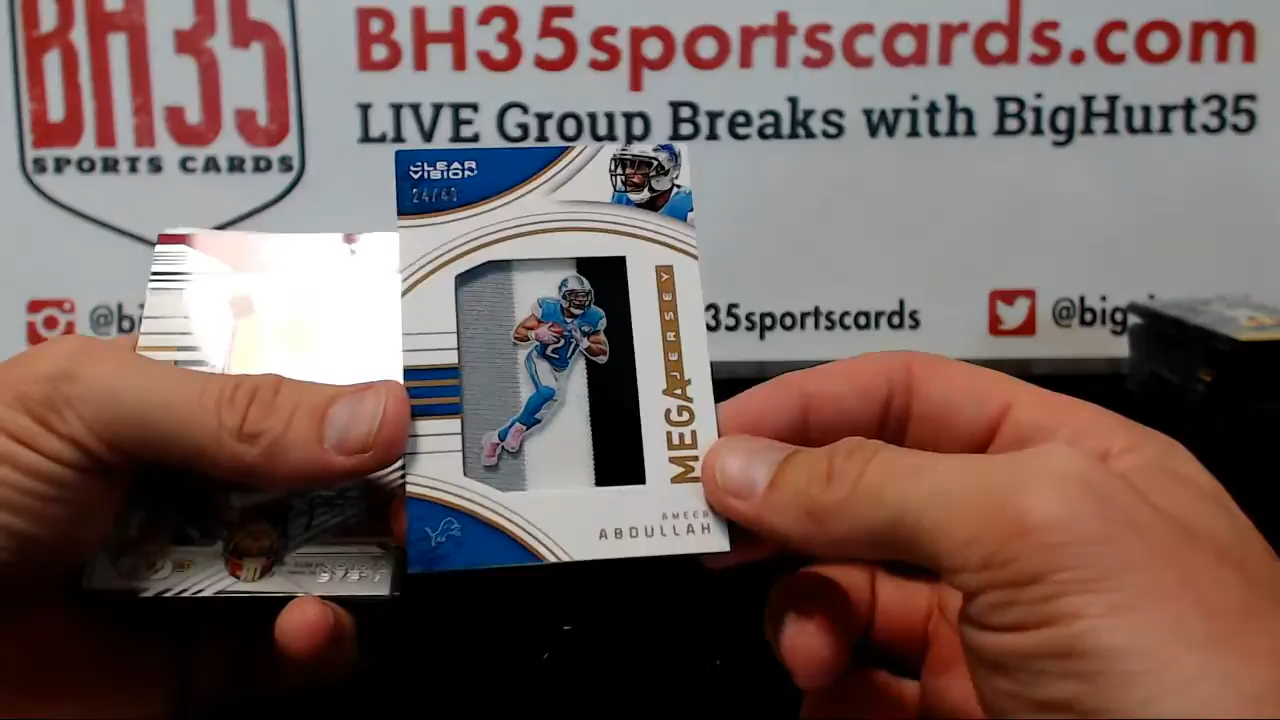 BH35
SPORTS CARDS
BH35sportscards.com
LIVE Group Breaks with BigHurt35
35sportscards
@big
CLEAR
VISION
24/40
21
MEGA JERSEY
AMEER
ABDULLAH